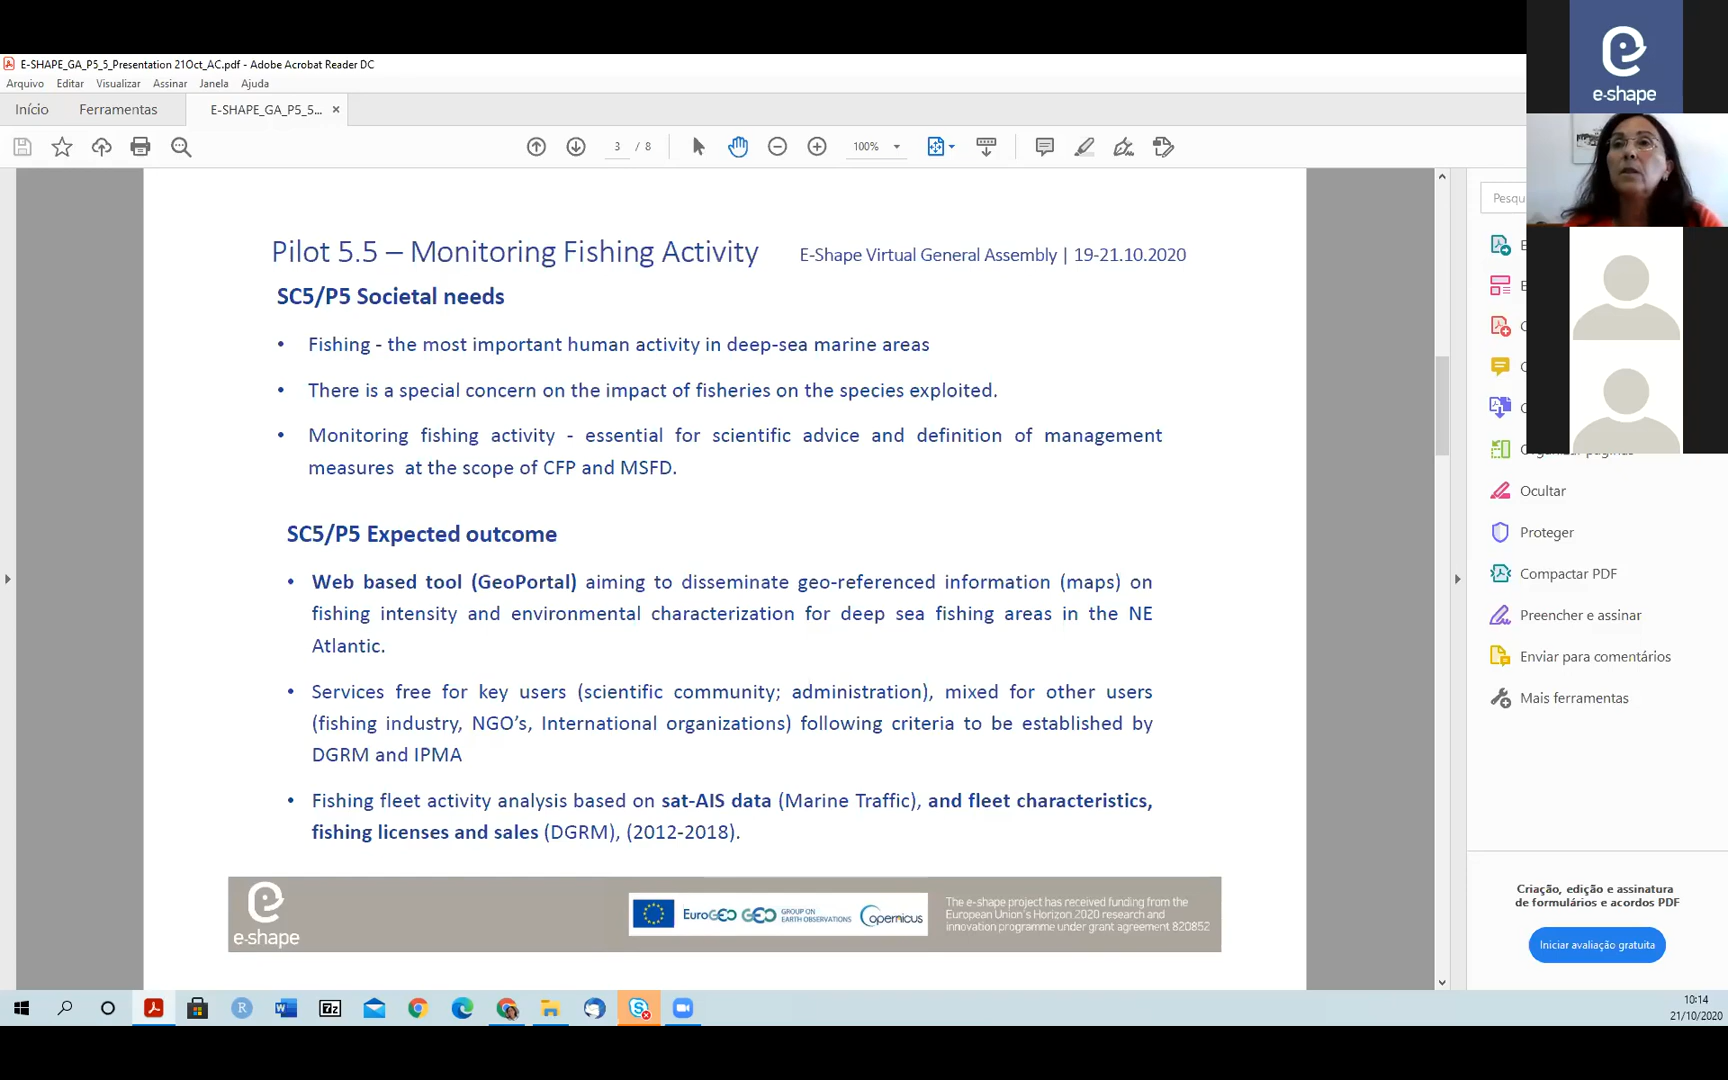 E-SHAPE_GA_P5_5_Presentation 21Oct_AC.pdf - Adobe Acrobat Reader DC
Arquivo Editar Visualizar Assinar Janela Ajuda
Início Ferramentas E-SHAPE_GA_P5_5... ×
3 / 8 100%
e-shape
Pesqu
Pilot 5.5 – Monitoring Fishing Activity E-Shape Virtual General Assembly | 19-21.10.2020
SC5/P5 Societal needs
• Fishing - the most important human activity in deep-sea marine areas
• There is a special concern on the impact of fisheries on the species exploited.
• Monitoring fishing activity - essential for scientific advice and definition of management
measures at the scope of CFP and MSFD.
SC5/P5 Expected outcome
• Web based tool (GeoPortal) aiming to disseminate geo-referenced information (maps) on
fishing intensity and environmental characterization for deep sea fishing areas in the NE
Atlantic.
• Services free for key users (scientific community; administration), mixed for other users
(fishing industry, NGO's, International organizations) following criteria to be established by
DGRM and IPMA
• Fishing fleet activity analysis based on sat-AIS data (Marine Traffic), and fleet characteristics,
fishing licenses and sales (DGRM), (2012-2018).
e-shape
EuroGEO GEO GROUP ON
EARTH OBSERVATIONS
opernicus
The e-shape project has received funding from the
European Union's Horizon 2020 research and
innovation programme under grant agreement 820852
Ocultar
Proteger
Compactar PDF
Preencher e assinar
Enviar para comentários
Mais ferramentas
Criação, edição e assinatura
de formulários e acordos PDF
Iniciar avaliação gratuita
10:14
21/10/2020